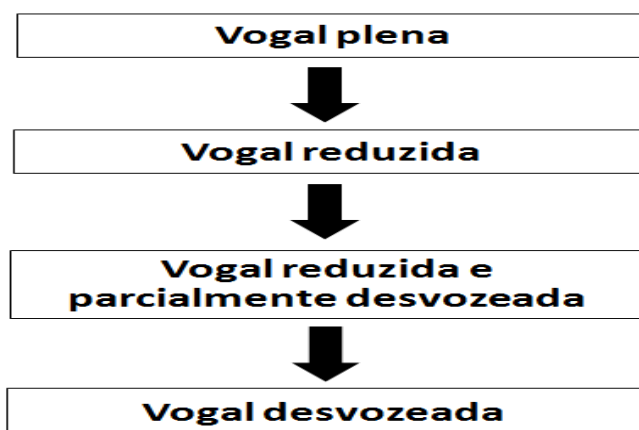 Vogal plena
Vogal reduzida
Vogal reduzida e
parcialmente desvozeada
Vogal desvozeada